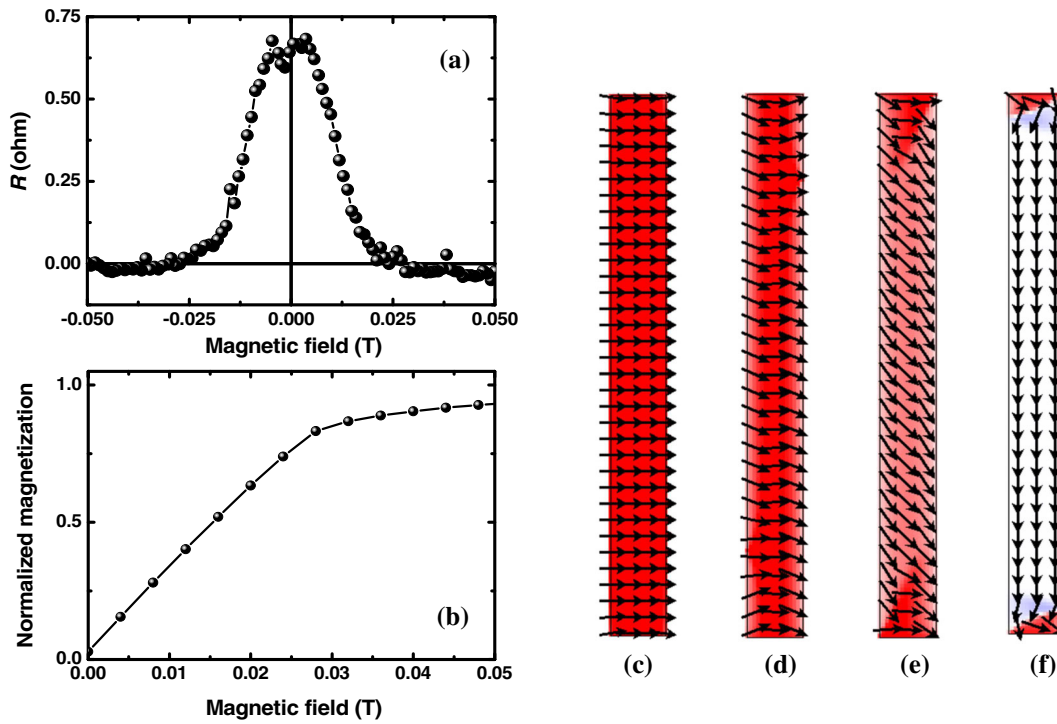 0.75
0.50
0.25
0.00
R (ohm)
(a)
-0.050 -0.025 0.000 0.025 0.050
Magnetic field (T)
1.0
0.5
0.0
Normalized magnetization
(b)
0.00 0.01 0.02 0.03 0.04 0.05
Magnetic field (T)
(c) (d) (e) (f)